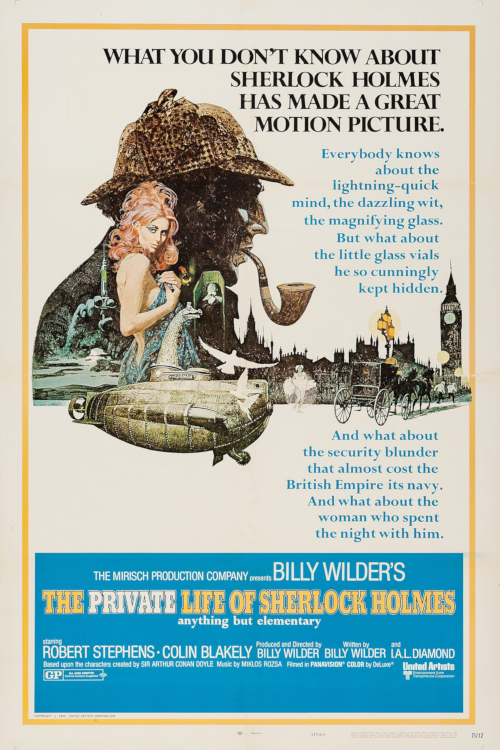 WHAT YOU DON'T KNOW ABOUT
SHERLOCK HOLMES
HAS MADE A GREAT
MOTION PICTURE.
Everybody knows
about the
lightning-quick
mind, the dazzling wit,
the magnifying glass.
But what about
the little glass vials
he so cunningly
kept hidden.
And what about
the security blunder
that almost cost the
British Empire its navy.
And what about the
woman who spent
the night with him.
THE MIRISCH PRODUCTION COMPANY presents BILLY WILDER'S
THE PRIVATE LIFE OF SHERLOCK HOLMES
anything but elementary
starring ROBERT STEPHENS · COLIN BLAKELY Produced and Directed by BILLY WILDER Written by BILLY WILDER and I.A.L. DIAMOND
Based upon the characters created by SIR ARTHUR CONAN DOYLE Music by MIKLOS ROZSA Filmed in PANAVISION® COLOR by DeLuxe®
GP
United Artists
Entertainment from
Transamerica Corporation
71/12